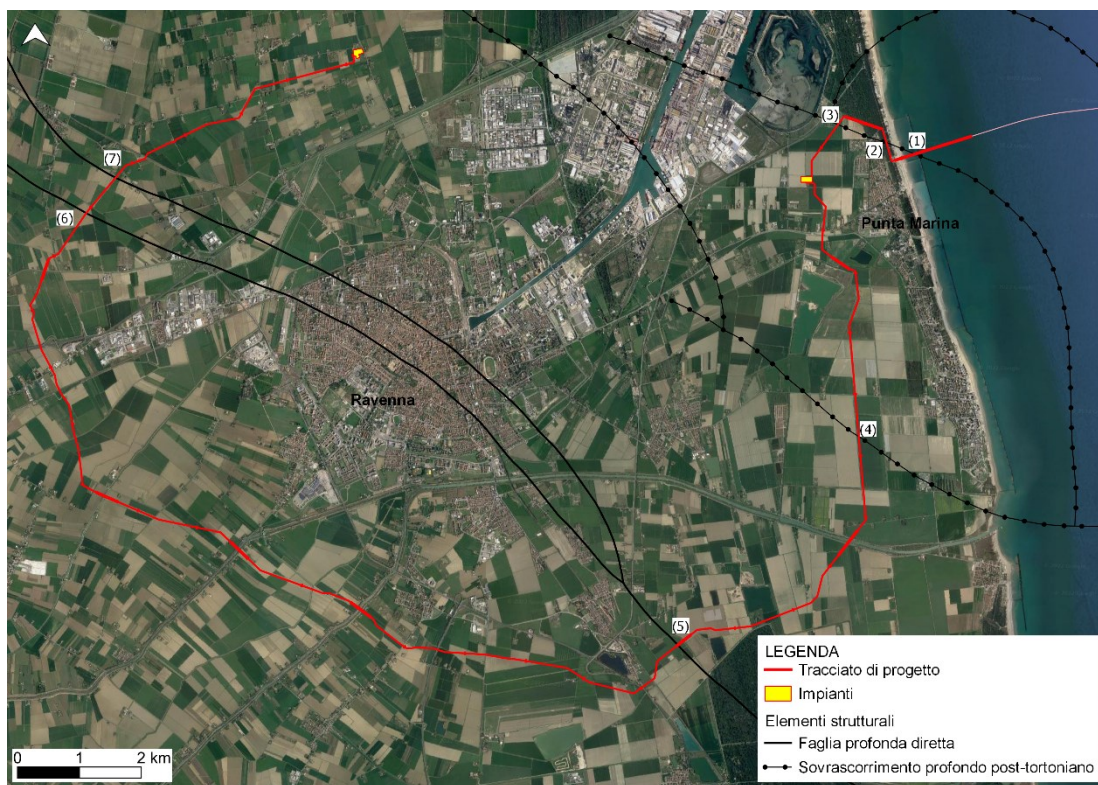 (3)
(1)
(2)
(7)
Punta Marina
(6)
Ravenna
(4)
(5)
LEGENDA
Tracciato di progetto
Impianti
Elementi strutturali
Faglia profonda diretta
Sovrascorrimento profondo post-tortoniano
0 1 2 km